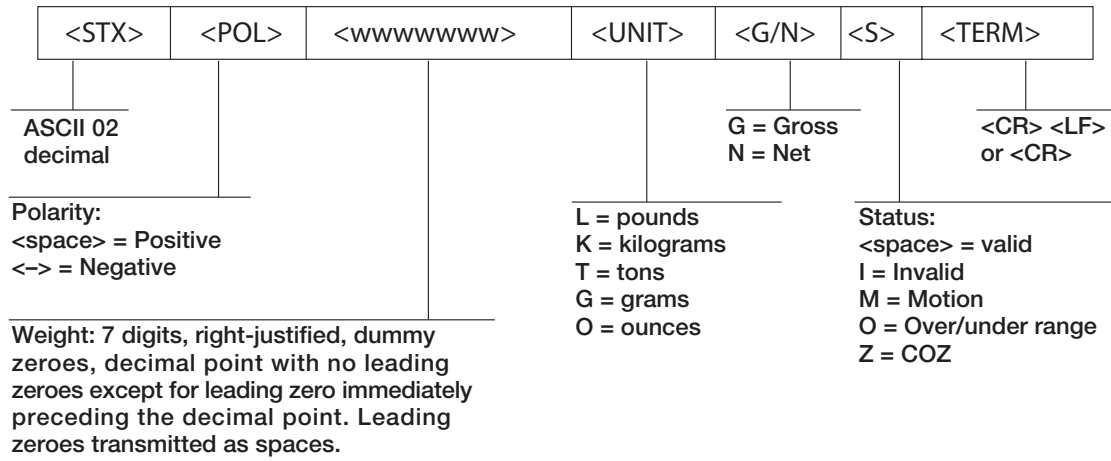 <STX> <POL> <wwwwwww> <UNIT> <G/N> <S> <TERM>
ASCII 02
decimal
Polarity:
<space> = Positive
<–> = Negative
Weight: 7 digits, right-justified, dummy
zeroes, decimal point with no leading
zeroes except for leading zero immediately
preceding the decimal point. Leading
zeroes transmitted as spaces.
L = pounds
K = kilograms
T = tons
G = grams
O = ounces
G = Gross
N = Net
Status:
<space> = valid
I = Invalid
M = Motion
O = Over/under range
Z = COZ
<CR> <LF>
or <CR>